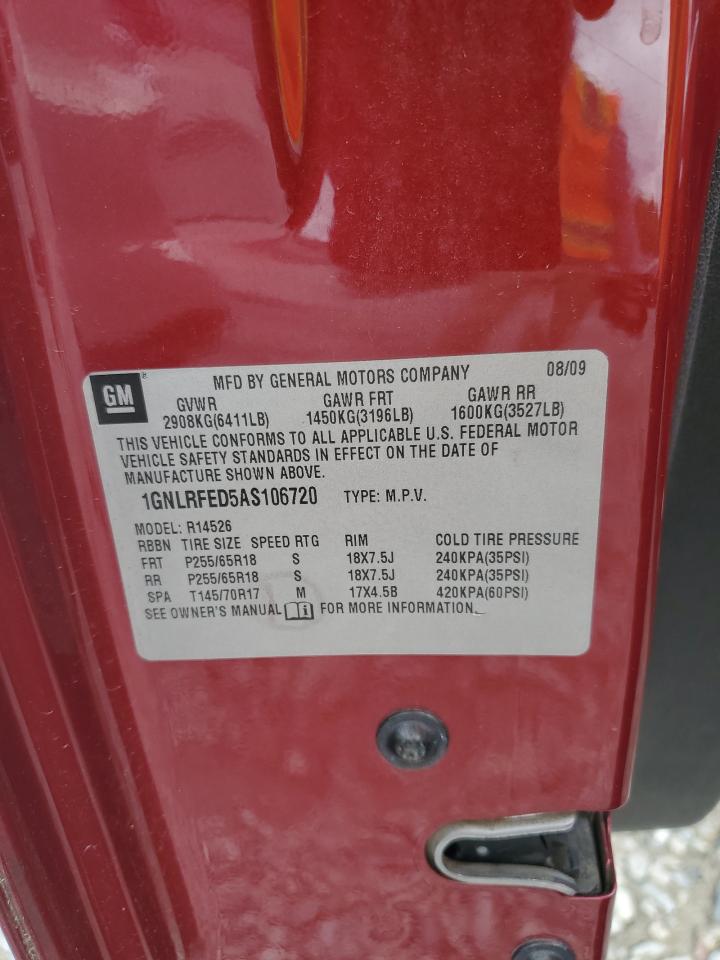 GM® MFD BY GENERAL MOTORS COMPANY 08/09
GVWR GAWR FRT GAWR RR
2908KG(6411LB) 1450KG(3196LB) 1600KG(3527LB)
THIS VEHICLE CONFORMS TO ALL APPLICABLE U.S. FEDERAL MOTOR
VEHICLE SAFETY STANDARDS IN EFFECT ON THE DATE OF
MANUFACTURE SHOWN ABOVE.
1GNLRFED5AS106720 TYPE: M.P.V.
MODEL: R14526
RBBN TIRE SIZE SPEED RTG RIM COLD TIRE PRESSURE
FRT P255/65R18 S 18X7.5J 240KPA(35PSI)
RR P255/65R18 S 18X7.5J 240KPA(35PSI)
SPA T145/70R17 M 17X4.5B 420KPA(60PSI)
SEE OWNER'S MANUAL FOR MORE INFORMATION.